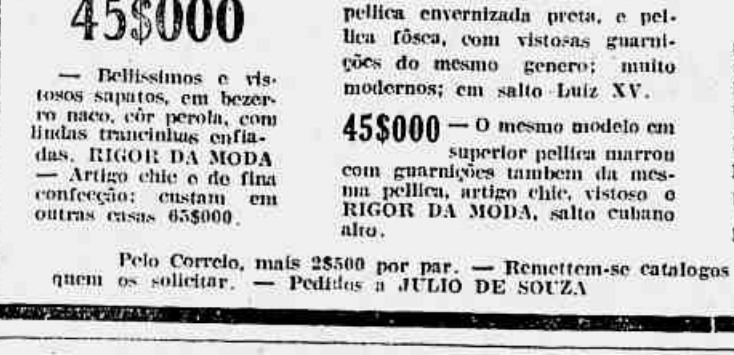 45$000
— Bellissimos e vis-
tosos sapatos, em bezer-
ro naco, côr perola, com
lindas trancinhas enfia-
das. RIGOR DA MODA
— Artigo chic e de fina
confecção; custam em
outras casas 65$000.
pellica envernizada preta, e pel-
lica fôsca, com vistosas guarni-
ções do mesmo genero; muito
modernos; em salto Luiz XV.
45$000 — O mesmo modelo em
superior pellica marron
com guarnições tambem da mes-
ma pellica, artigo chic, vistoso e
RIGOR DA MODA, salto cubano
alto.
Pelo Correio, mais 2$500 por par. — Remettem-se catalogos
quem os solicitar. — Pedidos a JULIO DE SOUZA